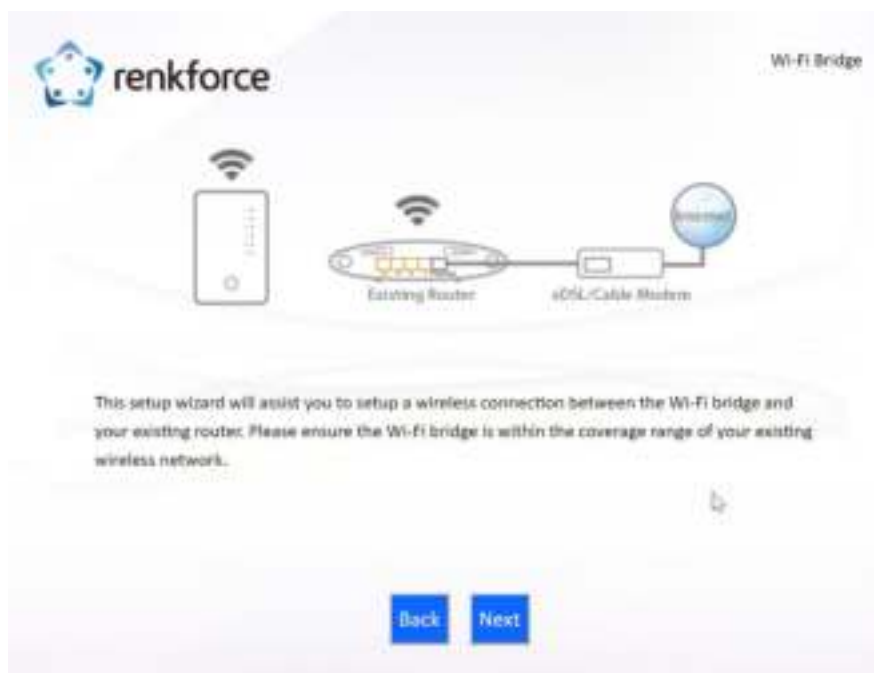 renkforce
Wi-Fi Bridge
Internet
Existing Router
xDSL/Cable Modem
This setup wizard will assist you to setup a wireless connection between the Wi-Fi bridge and
your existing router. Please ensure the Wi-Fi bridge is within the coverage range of your existing
wireless network.
Back
Next